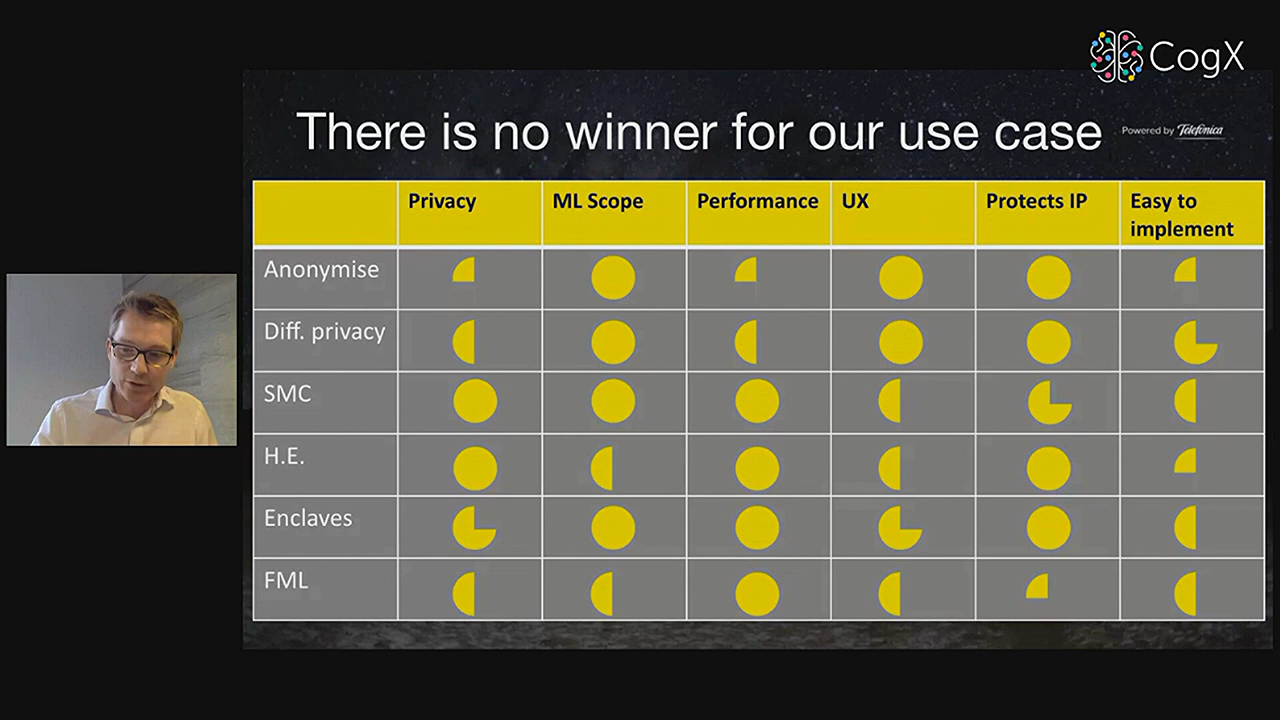 CogX
There is no winner for our use case
Powered by Telefónica
Privacy
ML Scope
Performance
UX
Protects IP
Easy to
implement
Anonymise
Diff. privacy
SMC
H.E.
Enclaves
FML